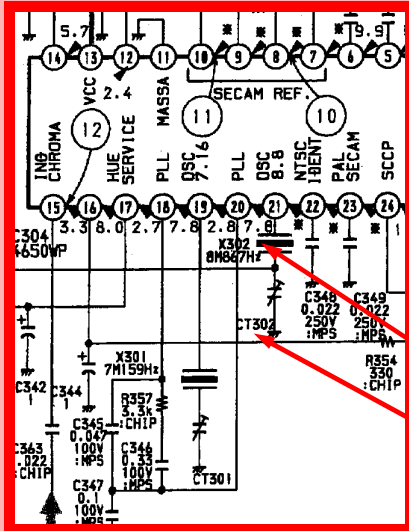 5.7
9.9
14
13
12
11
10
9
8
7
6
5
VCC
2.4
MASSA
SECAM REF.
12
11
10
ING
CHROMA
HUE
SERVICE
PLL
OSC
7.16
PLL
OSC
8.8
NTSC
IDENT
PAL
SECAM
SCCP
15
16
17
18
19
20
21
22
23
24
3.3
8.0
2.7
7.8
2.8
7.8
C304
4650WP
X302
8M867Hz
C348
0.022
250V
:MPS
C349
0.022
250V
:MPS
CT302
R354
330
:CHIP
X301
7M159Hz
C342
1
C344
1
R357
3.3k
:CHIP
C345
0.047
100V
:MPS
C346
0.33
100V
:MPS
C363
.022
:CHIP
CT301
C347
0.1
100V
:MPS